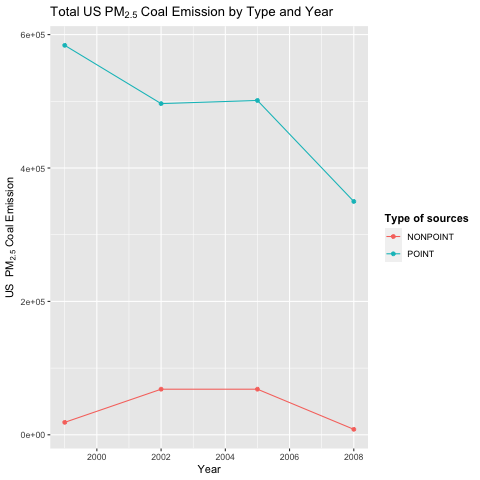 Total US PM2.5 Coal Emission by Type and Year
6e+05
4e+05
2e+05
0e+00
US PM2.5 Coal Emission
2000 2002 2004 2006 2008
Year
Type of sources
NONPOINT
POINT